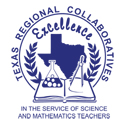 TEXAS REGIONAL COLLABORATIVES
Excellence
IN THE SERVICE OF SCIENCE
AND MATHEMATICS TEACHERS